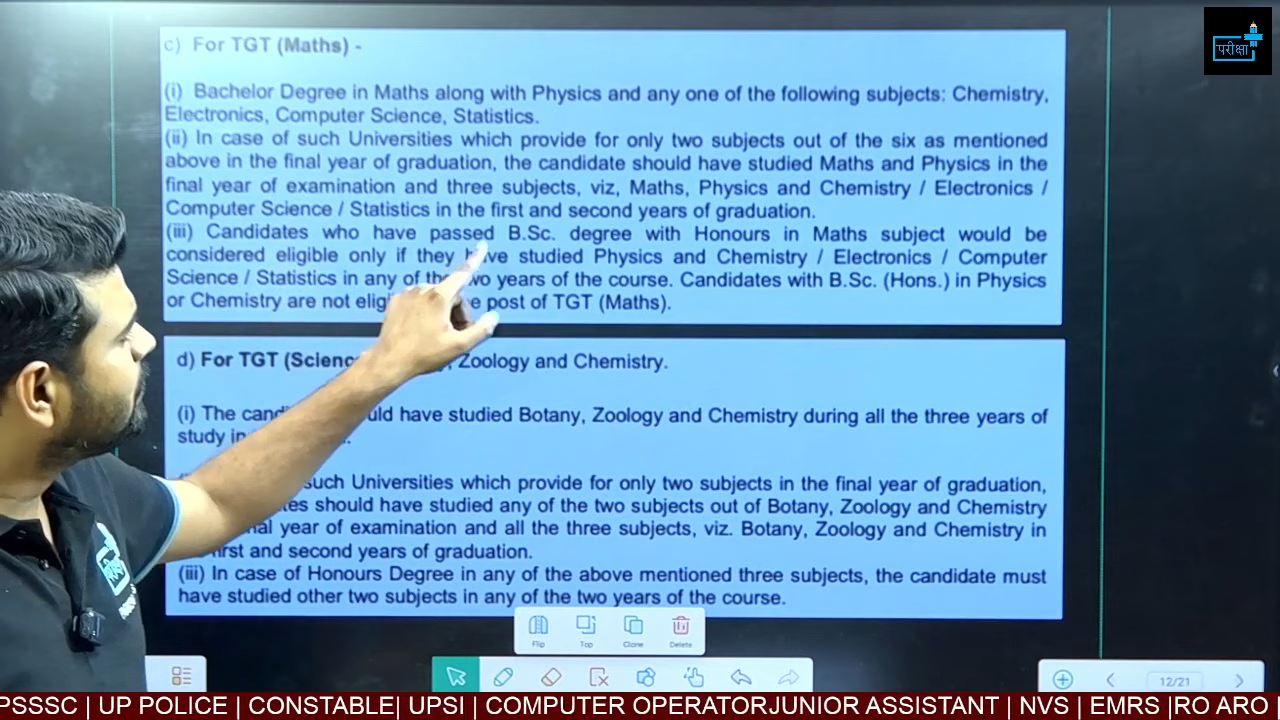 परीक्षा
c) For TGT (Maths) -
(i) Bachelor Degree in Maths along with Physics and any one of the following subjects: Chemistry,
Electronics, Computer Science, Statistics.
(ii) In case of such Universities which provide for only two subjects out of the six as mentioned
above in the final year of graduation, the candidate should have studied Maths and Physics in the
final year of examination and three subjects, viz, Maths, Physics and Chemistry / Electronics /
Computer Science / Statistics in the first and second years of graduation.
(iii) Candidates who have passed B.Sc. degree with Honours in Maths subject would be
considered eligible only if they have studied Physics and Chemistry / Electronics / Computer
Science / Statistics in any of the two years of the course. Candidates with B.Sc. (Hons.) in Physics
or Chemistry are not post of TGT (Maths).
d) For TGT Zoology and Chemistry.
(i) The have studied Botany, Zoology and Chemistry during all the three years of
study
such Universities which provide for only two subjects in the final year of graduation,
should have studied any of the two subjects out of Botany, Zoology and Chemistry
year of examination and all the three subjects, viz. Botany, Zoology and Chemistry in
and second years of graduation.
(iii) In case of Honours Degree in any of the above mentioned three subjects, the candidate must
have studied other two subjects in any of the two years of the course.
Flip Top Clone Delete
12/21
PSSSC | UP POLICE | CONSTABLE| UPSI | COMPUTER OPERATORJUNIOR ASSISTANT | NVS | EMRS |RO ARO